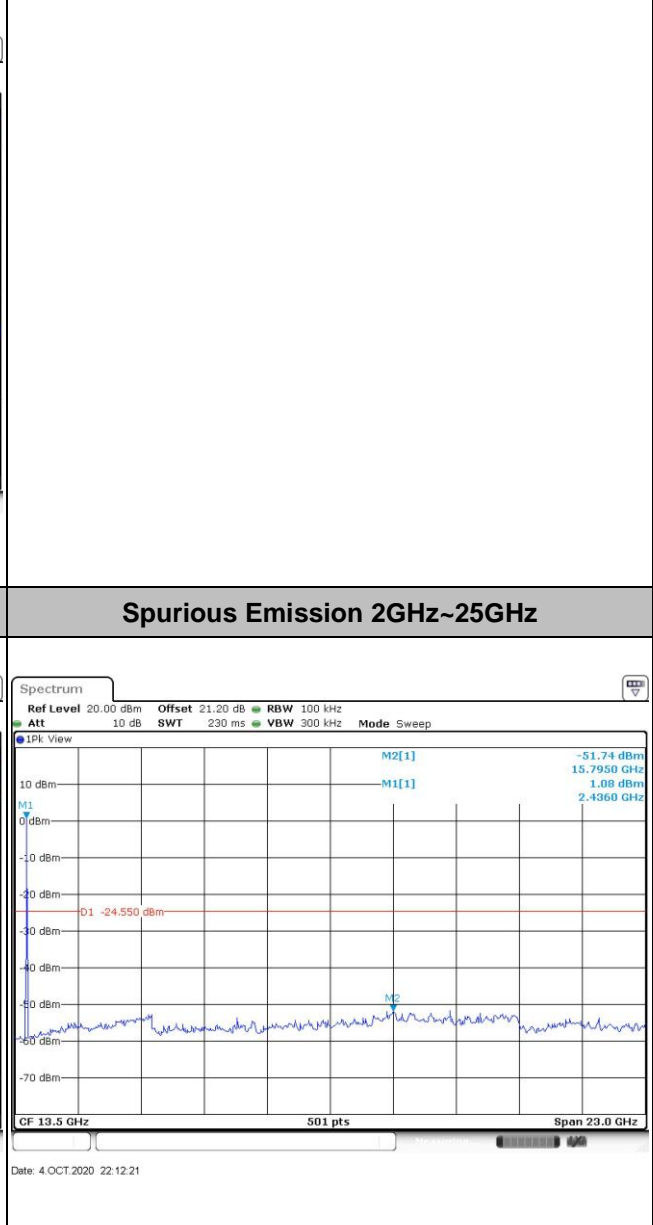 Spurious Emission 2GHz~25GHz
Spectrum
Ref Level 20.00 dBm Offset 21.20 dB RBW 100 kHz
Att 10 dB SWT 230 ms VBW 300 kHz Mode Sweep
1Pk View
M2[1] -51.74 dBm
15.7950 GHz
10 dBm M1[1] 1.08 dBm
2.4360 GHz
M1
0 dBm
-10 dBm
-20 dBm
D1 -24.550 dBm
-30 dBm
-40 dBm
M2
-50 dBm
-60 dBm
-70 dBm
CF 13.5 GHz 501 pts Span 23.0 GHz
Measuring...
Date: 4.OCT.2020 22:12:21